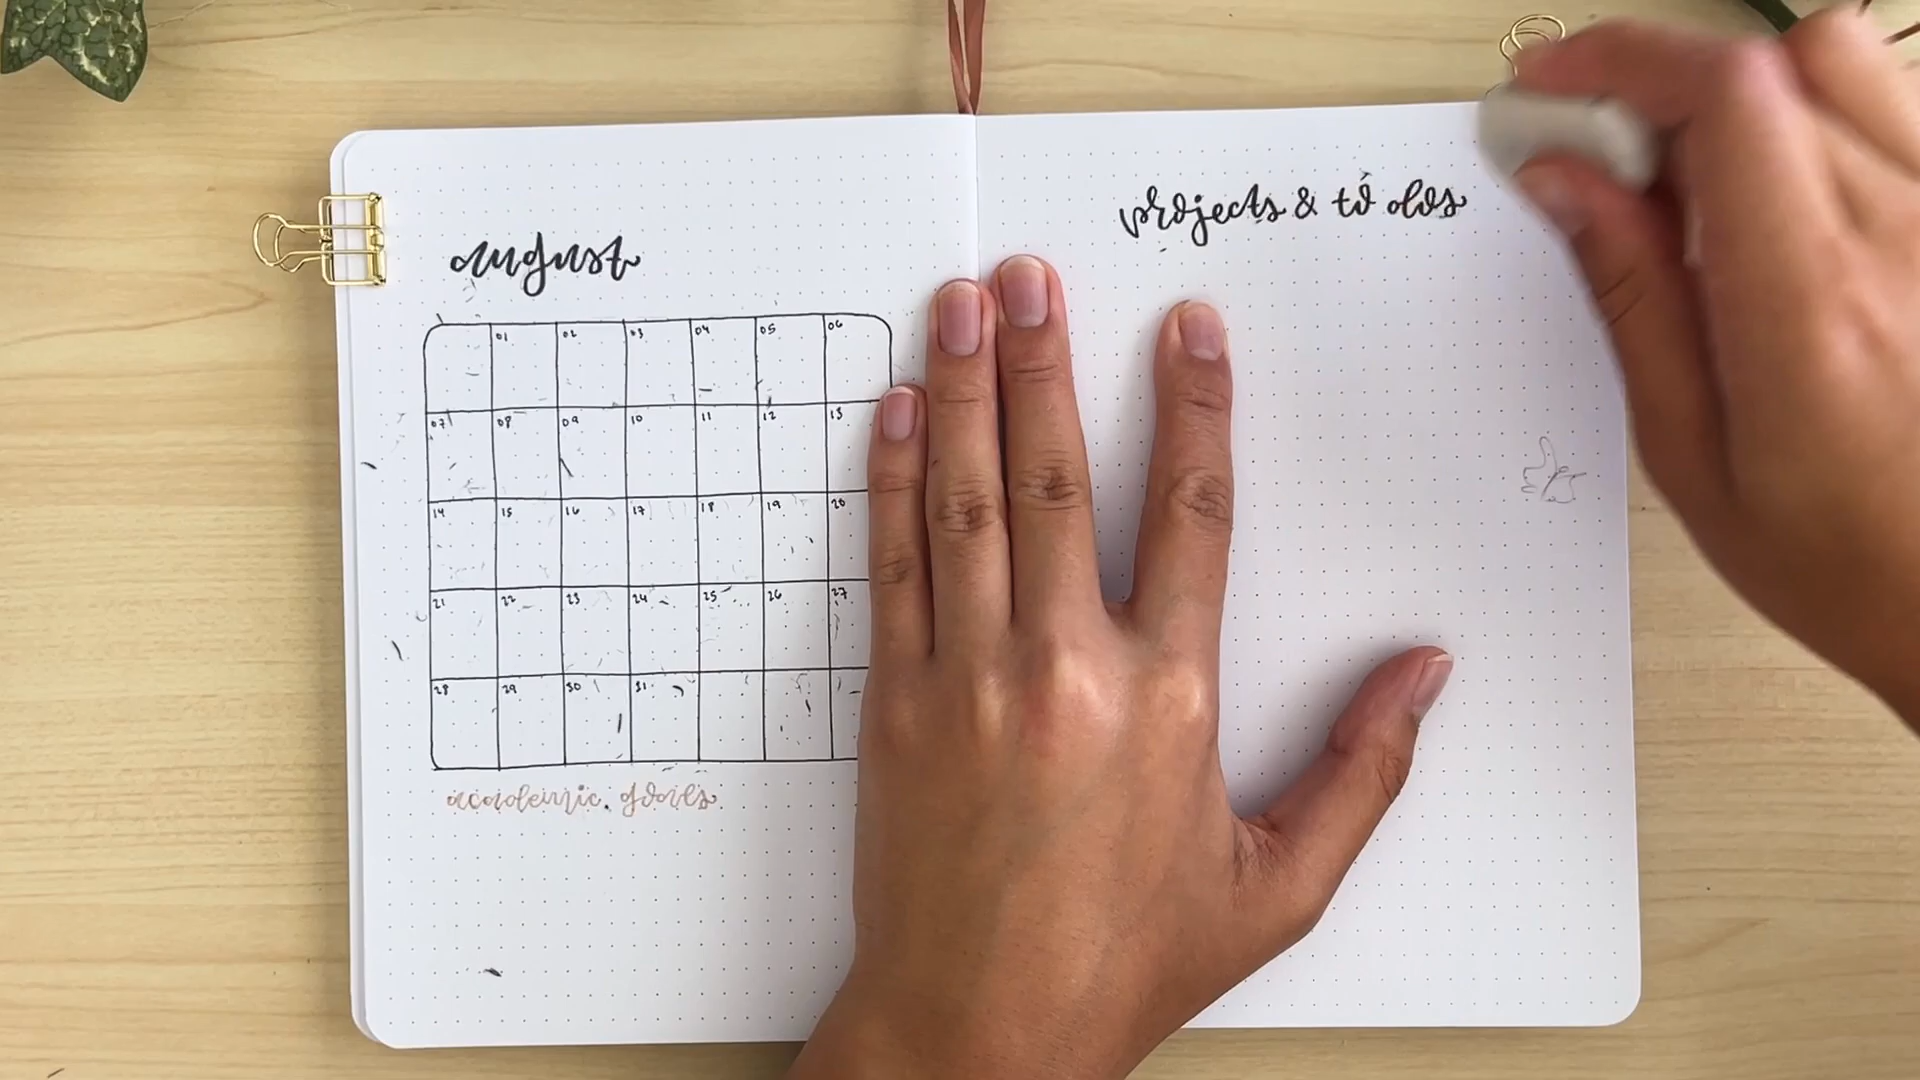 august
01 02 03 04 05 06
07 08 09 10 11 12 13
14 15 16 17 18 19 20
21 22 23 24 25 26 27
28 29 30 31
academic goals
projects & to dos